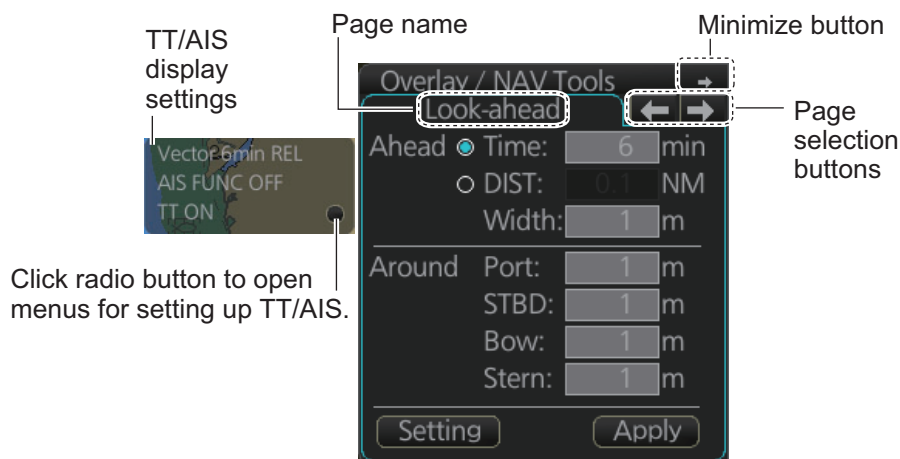 Page name
Minimize button
TT/AIS
display
settings
Overlay / NAV Tools
Look-ahead
Page
selection
buttons
Vector 6min REL
AIS FUNC OFF
TT ON
Click radio button to open
menus for setting up TT/AIS.
Ahead Time: 6 min
DIST: 0.1 NM
Width: 1 m
Around Port: 1 m
STBD: 1 m
Bow: 1 m
Stern: 1 m
Setting Apply